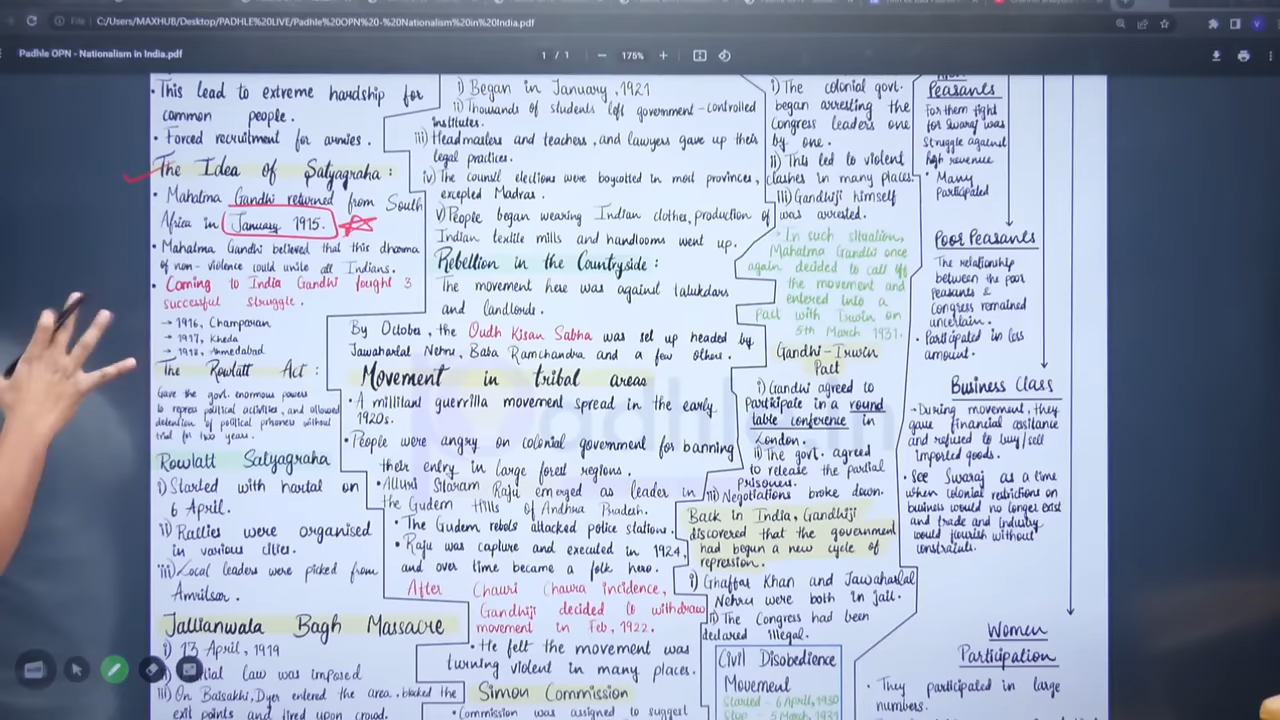 File
C:/Users/MAXHUB/Desktop/PADHLE%20LIVE/Padhle%20OPN%20-%20Nationalism%20in%20India.pdf
V
Padhle OPN - Nationalism in India.pdf
1 / 1
175%
• This lead to extreme hardship for
common people.
• Forced recruitment for armies.
The Idea of Satyagraha :
• Mahatma Gandhi returned from South
Africa in January 1915.
• Mahatma Gandhi believed that this dharma
of non-violence could unite all Indians.
• Coming to India Gandhi fought 3
successful struggle.
→ 1916, Champaran
→ 1917, Kheda
→ 1918, Ahmedabad
The Rowlatt Act :
Gave the govt. enormous powers
to repress political activities, and allowed
detention of political prisoners without
trial for two years.
Rowlatt Satyagraha
i) Started with hartal on
6 April.
ii) Rallies were organised
in various cities.
iii) Local leaders were picked from
Amritsar.
Jallianwala Bagh Massacre
i) 13 April, 1919
law was imposed
iii) On Baisakhi, Dyer entered the area, blocked the
exit points and fired upon crowd.
i) Began in January, 1921
ii) Thousands of students left government-controlled
institutes.
iii) Headmasters and teachers, and lawyers gave up their
legal practices.
iv) The council elections were boycotted in most provinces,
excepled Madras.
v) People began wearing Indian clothes, production of
Indian textile mills and handlooms went up.
Rebellion in the Countryside :
The movement here was against talukdars
and landlords.
By October, the Oudh Kisan Sabha was set up headed by
Jawaharlal Nehru, Baba Ramchandra and a few others.
Movement in tribal areas
• A militant guerrilla movement spread in the early
1920s.
• People were angry on colonial government for banning
their entry in large forest regions.
• Alluri Sitaram Raju emerged as leader in
the Gudem Hills of Andhra Pradesh.
• The Gudem rebels attacked police stations.
• Raju was capture and executed in 1924,
and over time became a folk hero.
After Chauri Chaura incidence,
Gandhiji decided to withdraw
movement in Feb, 1922.
• He felt the movement was
turning violent in many places.
Simon Commission
• Commission was assigned to suggest
i) The colonial govt.
began arresting the
Congress leaders one
by one.
ii) This led to violent
clashes in many places.
iii) Gandhiji himself
was arrested.
• In such situation,
Mahatma Gandhi once
again decided to call off
the movement and
entered into a
pact with Irwin on
5th March 1931.
Gandhi-Irwin
Pact
i) Gandhi agreed to
Participate in a round
table conference in
London.
ii) The govt. agreed
to release the partial
prisoners.
iii) Negotiations broke down.
Back in India, Gandhiji
discovered that the government
had begun a new cycle of
repression.
i) Ghaffar Khan and Jawaharlal
Nehru were both in jail.
ii) The Congress had been
declared illegal.
Civil Disobedience
Movement
Started - 6 April, 1930
Stop - 5 March, 1931
Peasants
For them fight
for Swaraj was
struggle against
high revenue
• Many
participated
Poor Peasants
The relationship
between the poor
Peasants &
Congress remained
uncertain.
• Participated in less
amount.
Business Class
• During movement, they
gave financial assitance
and refused to buy/sell
imported goods.
• See Swaraj as a time
when colonial restrictions on
business would no longer exist
and trade and Industry
would flourish without
constraints.
Women
Participation
• They participated in large
numbers.